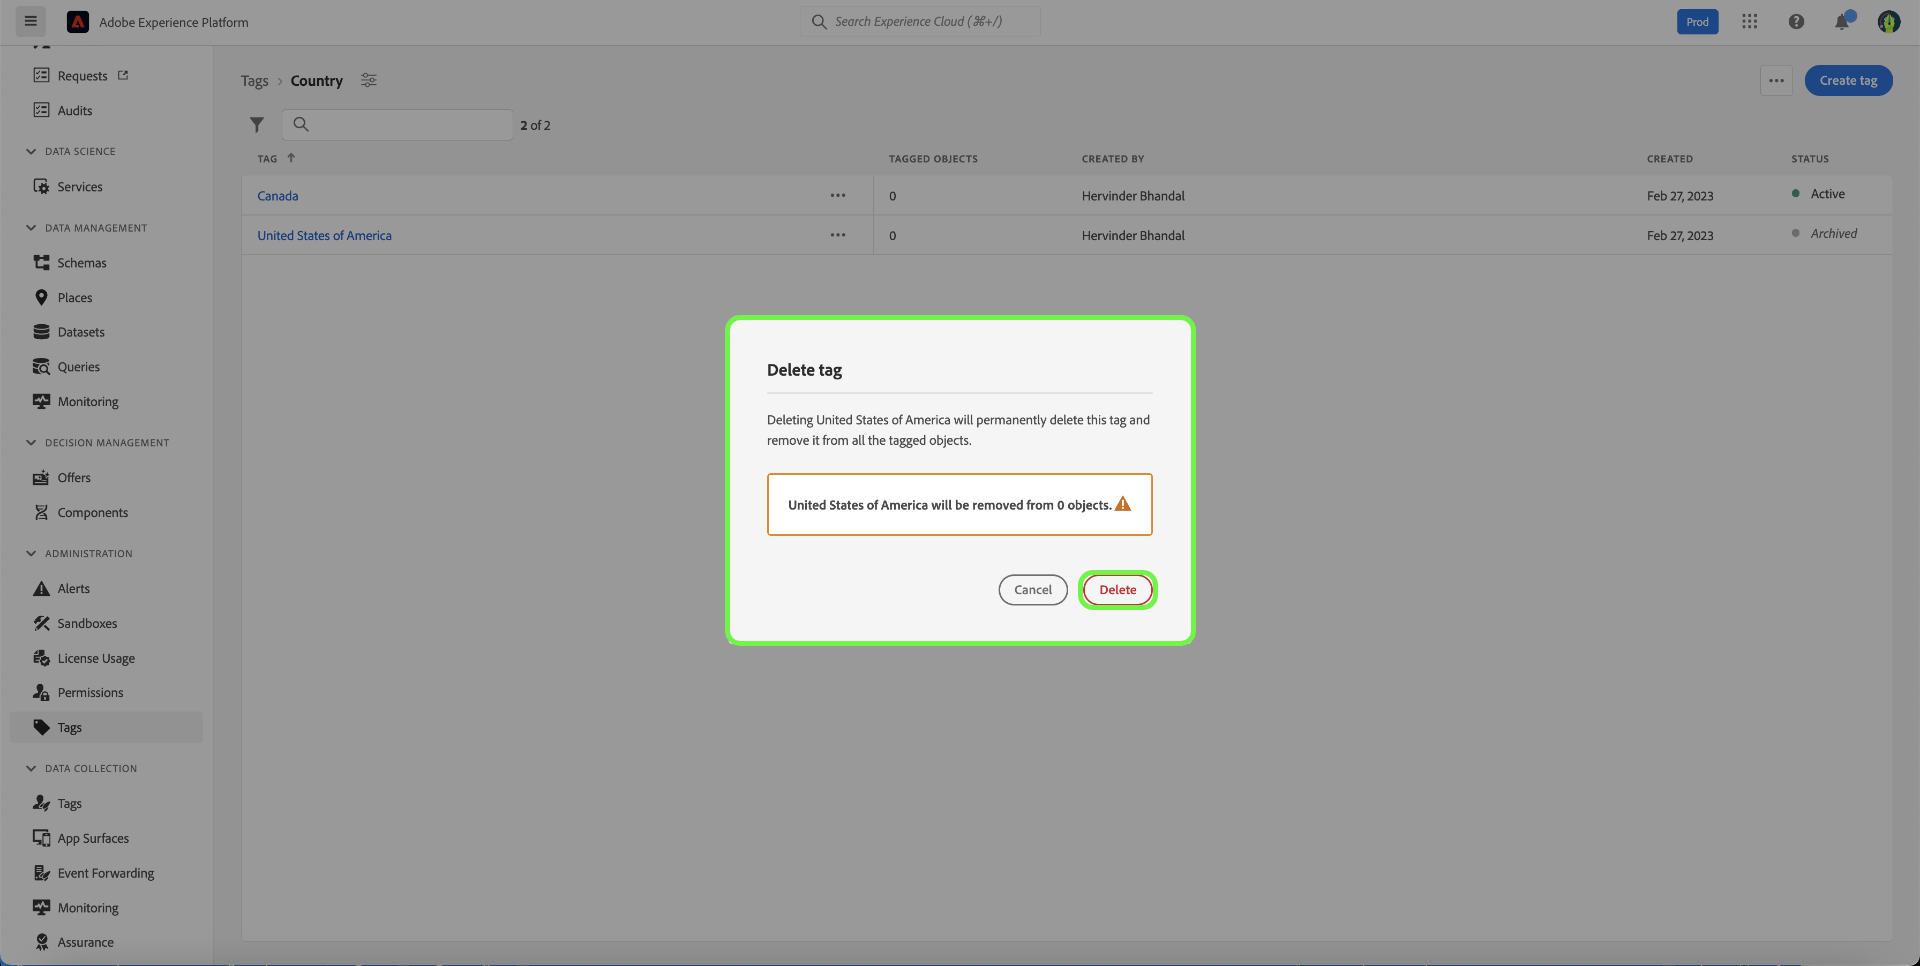 Adobe Experience Platform
Search Experience Cloud (⌘+/)
Prod
Requests
Audits
DATA SCIENCE
Services
DATA MANAGEMENT
Schemas
Places
Datasets
Queries
Monitoring
DECISION MANAGEMENT
Offers
Components
ADMINISTRATION
Alerts
Sandboxes
License Usage
Permissions
Tags
DATA COLLECTION
Tags
App Surfaces
Event Forwarding
Monitoring
Assurance
Tags › Country
Create tag
2 of 2
TAG ↑ TAGGED OBJECTS CREATED BY CREATED STATUS
Canada 0 Hervinder Bhandal Feb 27, 2023 Active
United States of America 0 Hervinder Bhandal Feb 27, 2023 Archived
Delete tag
Deleting United States of America will permanently delete this tag and
remove it from all the tagged objects.
United States of America will be removed from 0 objects.
Cancel Delete